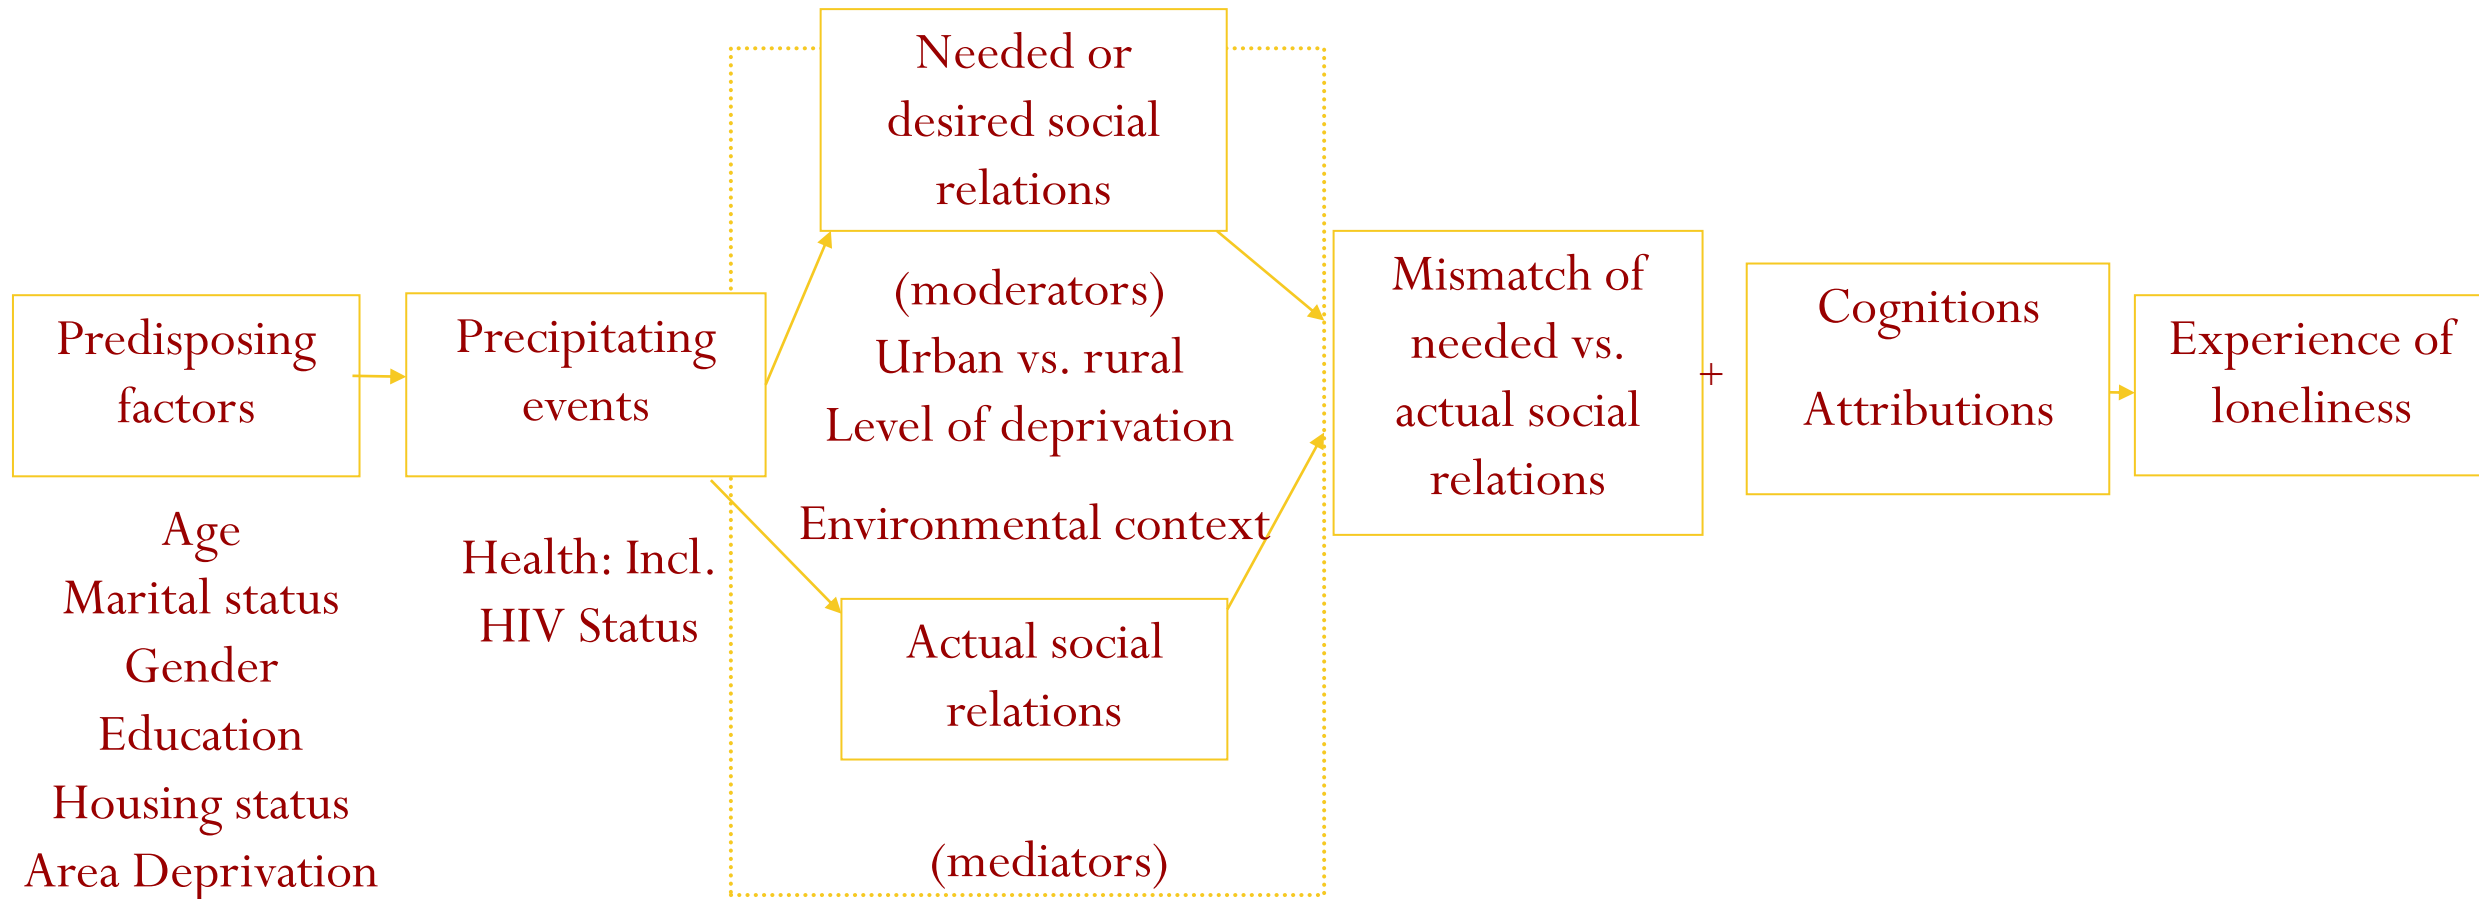 Predisposing
factors
Age
Marital status
Gender
Education
Housing status
Area Deprivation
Precipitating
events
Health: Incl.
HIV Status
Needed or
desired social
relations
(moderators)
Urban vs. rural
Level of deprivation
Environmental context
Actual social
relations
(mediators)
Mismatch of
needed vs.
actual social
relations
+
Cognitions
Attributions
Experience of
loneliness